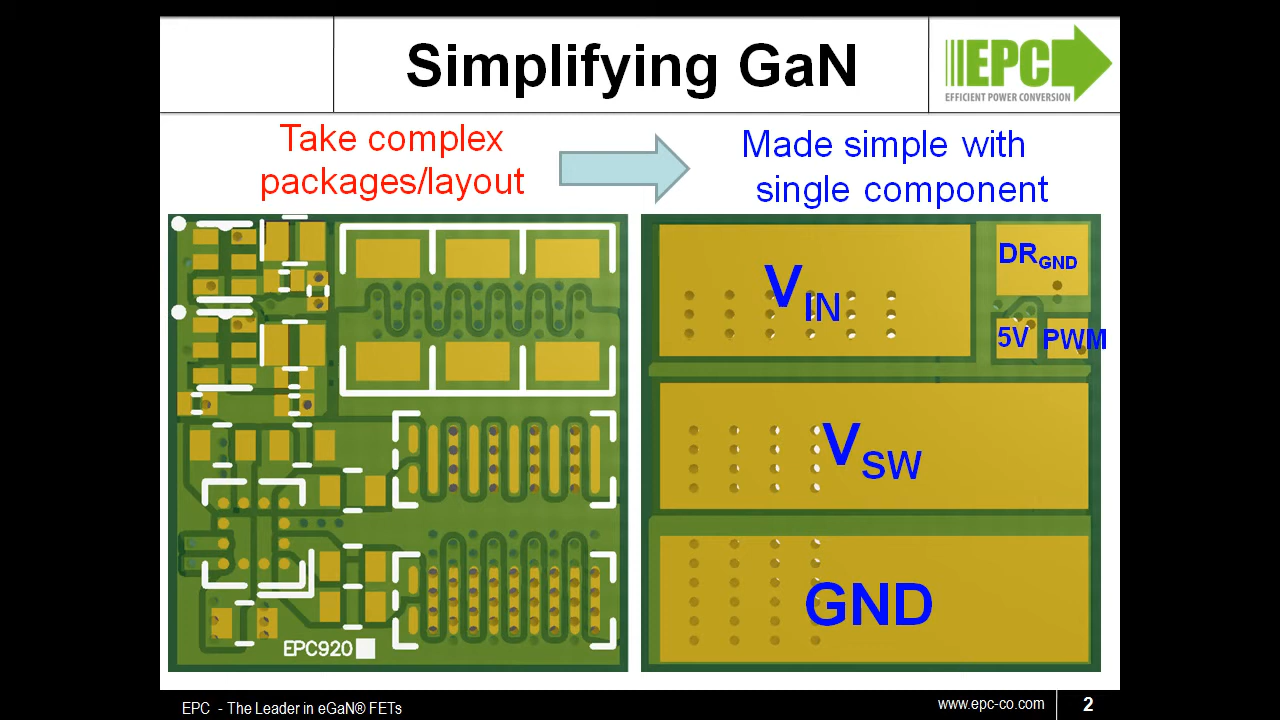 Simplifying GaN
EPC
EFFICIENT POWER CONVERSION
Take complex
packages/layout
Made simple with
single component
VIN
DRGND
5V PWM
VSW
GND
EPC920
EPC - The Leader in eGaN® FETs
www.epc-co.com
2